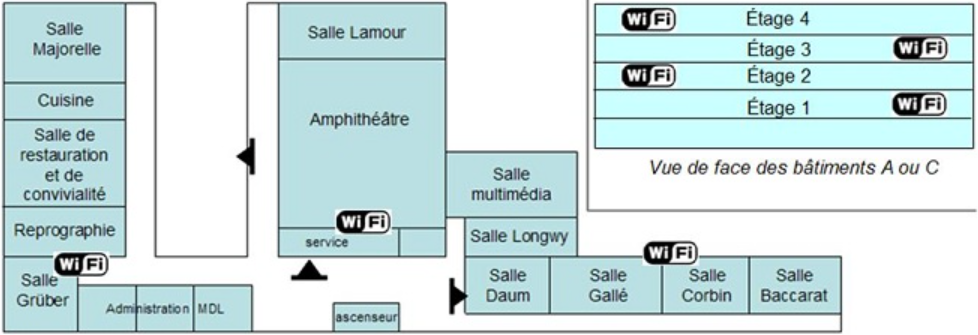 Salle
Majorelle
Cuisine
Salle de
restauration
et de
convivialité
Reprographie
WiFi
Salle
Grüber
Administration
MDL
Salle Lamour
Amphithéâtre
WiFi
service
ascenseur
Salle
multimédia
Salle Longwy
WiFi
Salle
Daum
Salle
Gallé
Salle
Corbin
Salle
Baccarat
WiFi Étage 4
Étage 3 WiFi
WiFi Étage 2
Étage 1 WiFi
Vue de face des bâtiments A ou C